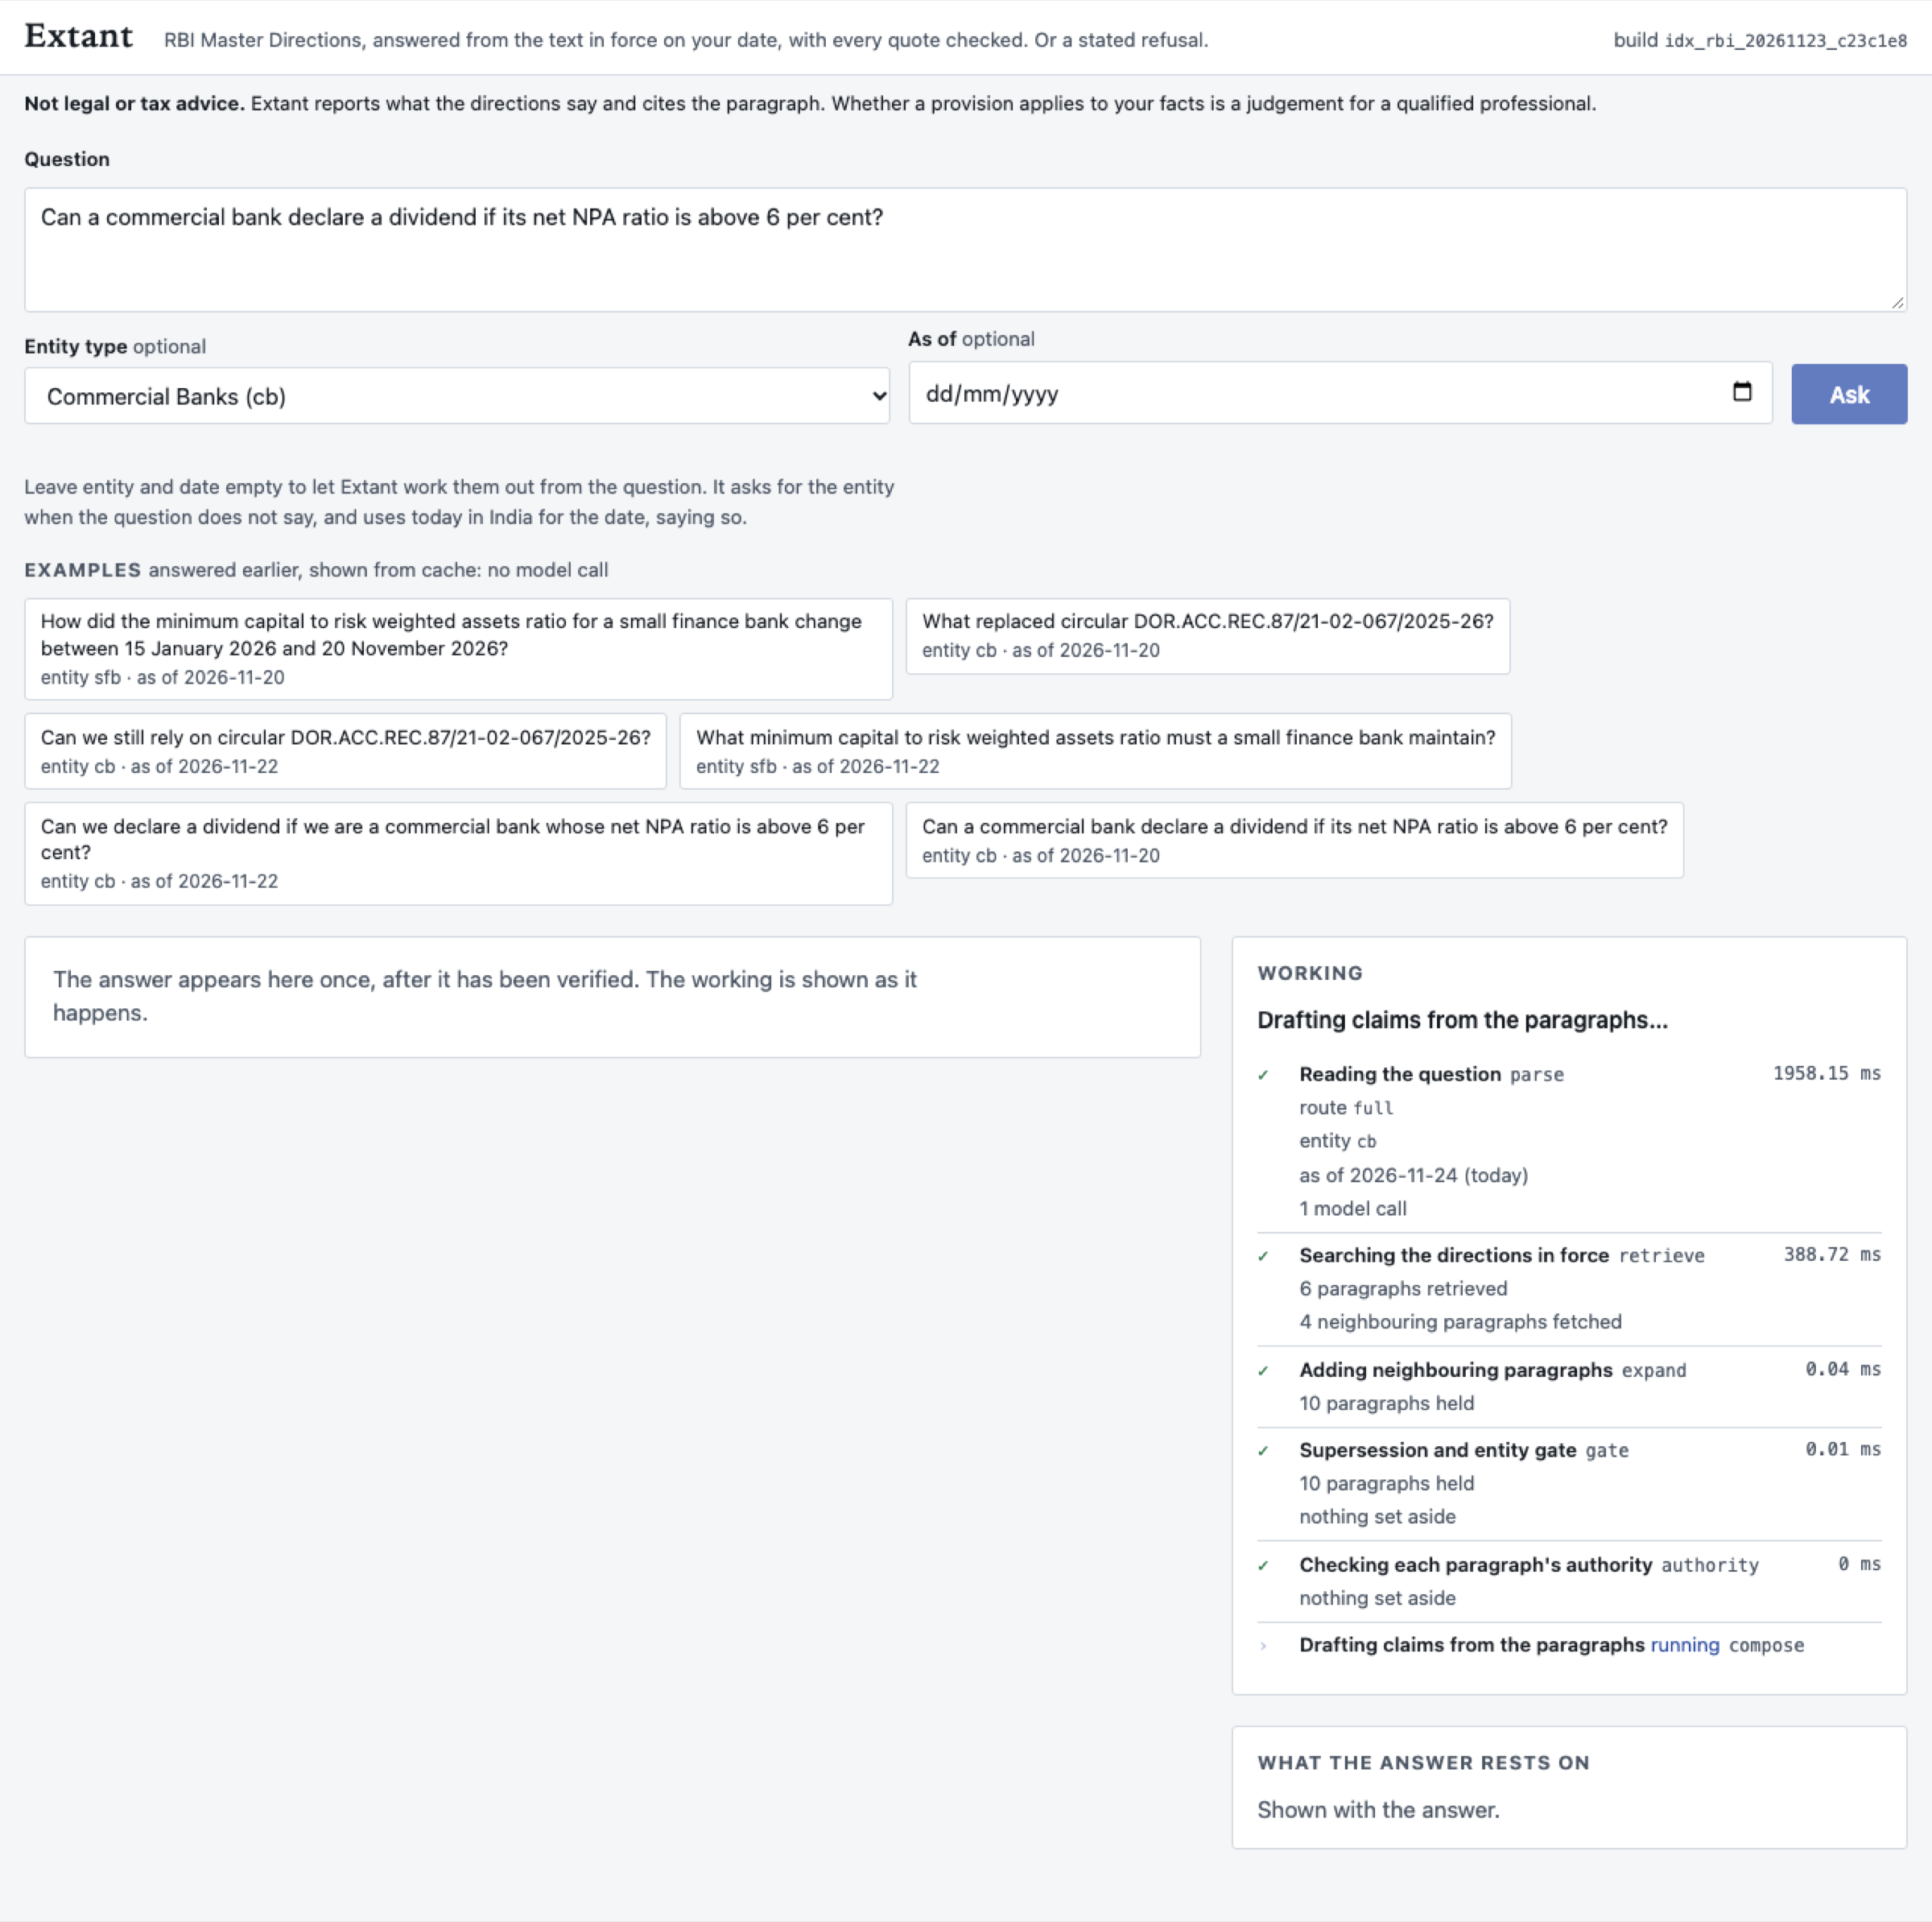 Extant
RBI Master Directions, answered from the text in force on your date, with every quote checked. Or a stated refusal.
build idx_rbi_20261123_c23c1e8
Not legal or tax advice. Extant reports what the directions say and cites the paragraph. Whether a provision applies to your facts is a judgement for a qualified professional.
Question
Can a commercial bank declare a dividend if its net NPA ratio is above 6 per cent?
Entity type optional
As of optional
Commercial Banks (cb)
dd/mm/yyyy
Ask
Leave entity and date empty to let Extant work them out from the question. It asks for the entity
when the question does not say, and uses today in India for the date, saying so.
EXAMPLES answered earlier, shown from cache: no model call
How did the minimum capital to risk weighted assets ratio for a small finance bank change
between 15 January 2026 and 20 November 2026?
entity sfb · as of 2026-11-20
What replaced circular DOR.ACC.REC.87/21-02-067/2025-26?
entity cb · as of 2026-11-20
Can we still rely on circular DOR.ACC.REC.87/21-02-067/2025-26?
entity cb · as of 2026-11-22
What minimum capital to risk weighted assets ratio must a small finance bank maintain?
entity sfb · as of 2026-11-22
Can we declare a dividend if we are a commercial bank whose net NPA ratio is above 6 per
cent?
entity cb · as of 2026-11-22
Can a commercial bank declare a dividend if its net NPA ratio is above 6 per cent?
entity cb · as of 2026-11-20
The answer appears here once, after it has been verified. The working is shown as it
happens.
WORKING
Drafting claims from the paragraphs...
✓ Reading the question parse 1958.15 ms
route full
entity cb
as of 2026-11-24 (today)
1 model call
✓ Searching the directions in force retrieve 388.72 ms
6 paragraphs retrieved
4 neighbouring paragraphs fetched
✓ Adding neighbouring paragraphs expand 0.04 ms
10 paragraphs held
✓ Supersession and entity gate gate 0.01 ms
10 paragraphs held
nothing set aside
✓ Checking each paragraph's authority authority 0 ms
nothing set aside
› Drafting claims from the paragraphs running compose
WHAT THE ANSWER RESTS ON
Shown with the answer.